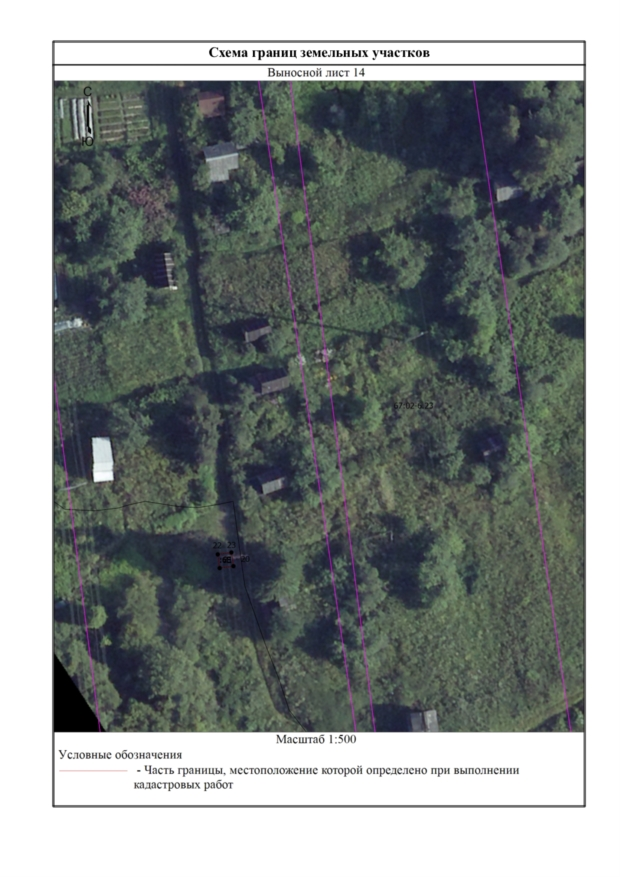 Схема границ земельных участков
Выносной лист 14
С
Ю
Масштаб 1:500
Условные обозначения
- Часть границы, местоположение которой определено при выполнении
кадастровых работ